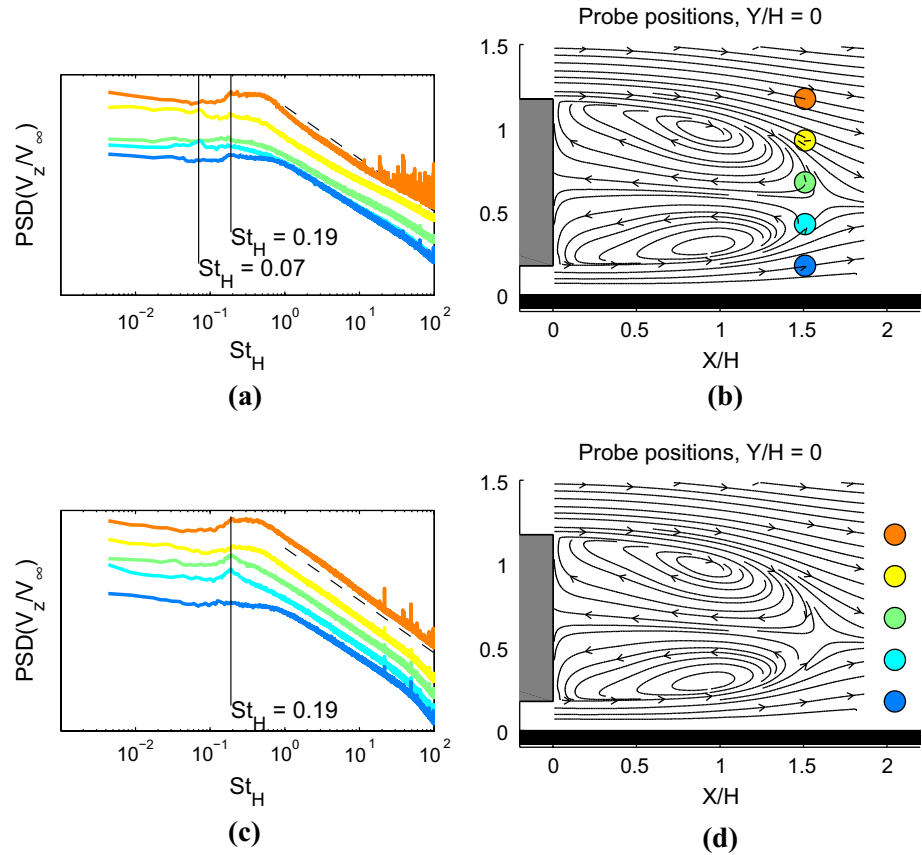 PSD(V_z/V_∞)
St_H = 0.19
St_H = 0.07
10^-2 10^-1 10^0 10^1 10^2
St_H
(a)
Probe positions, Y/H = 0
1.5
1
0.5
0
0 0.5 1 1.5 2
X/H
(b)
PSD(V_z/V_∞)
St_H = 0.19
10^-2 10^-1 10^0 10^1 10^2
St_H
(c)
Probe positions, Y/H = 0
1.5
1
0.5
0
0 0.5 1 1.5 2
X/H
(d)